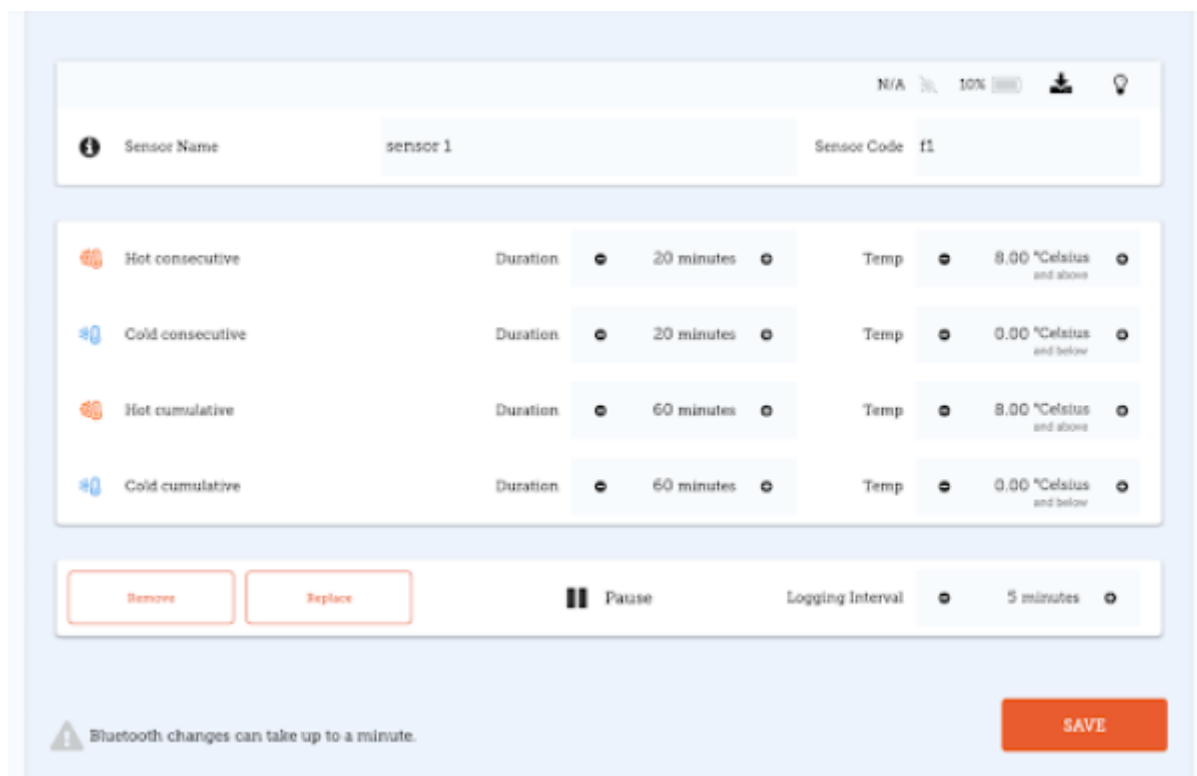 N/A 10%
Sensor Name sensor 1 Sensor Code f1
Hot consecutive Duration 20 minutes Temp 8.00 °Celsius
and above
Cold consecutive Duration 20 minutes Temp 0.00 °Celsius
and below
Hot cumulative Duration 60 minutes Temp 8.00 °Celsius
and above
Cold cumulative Duration 60 minutes Temp 0.00 °Celsius
and below
Remove Replace Pause Logging Interval 5 minutes
Bluetooth changes can take up to a minute.
SAVE